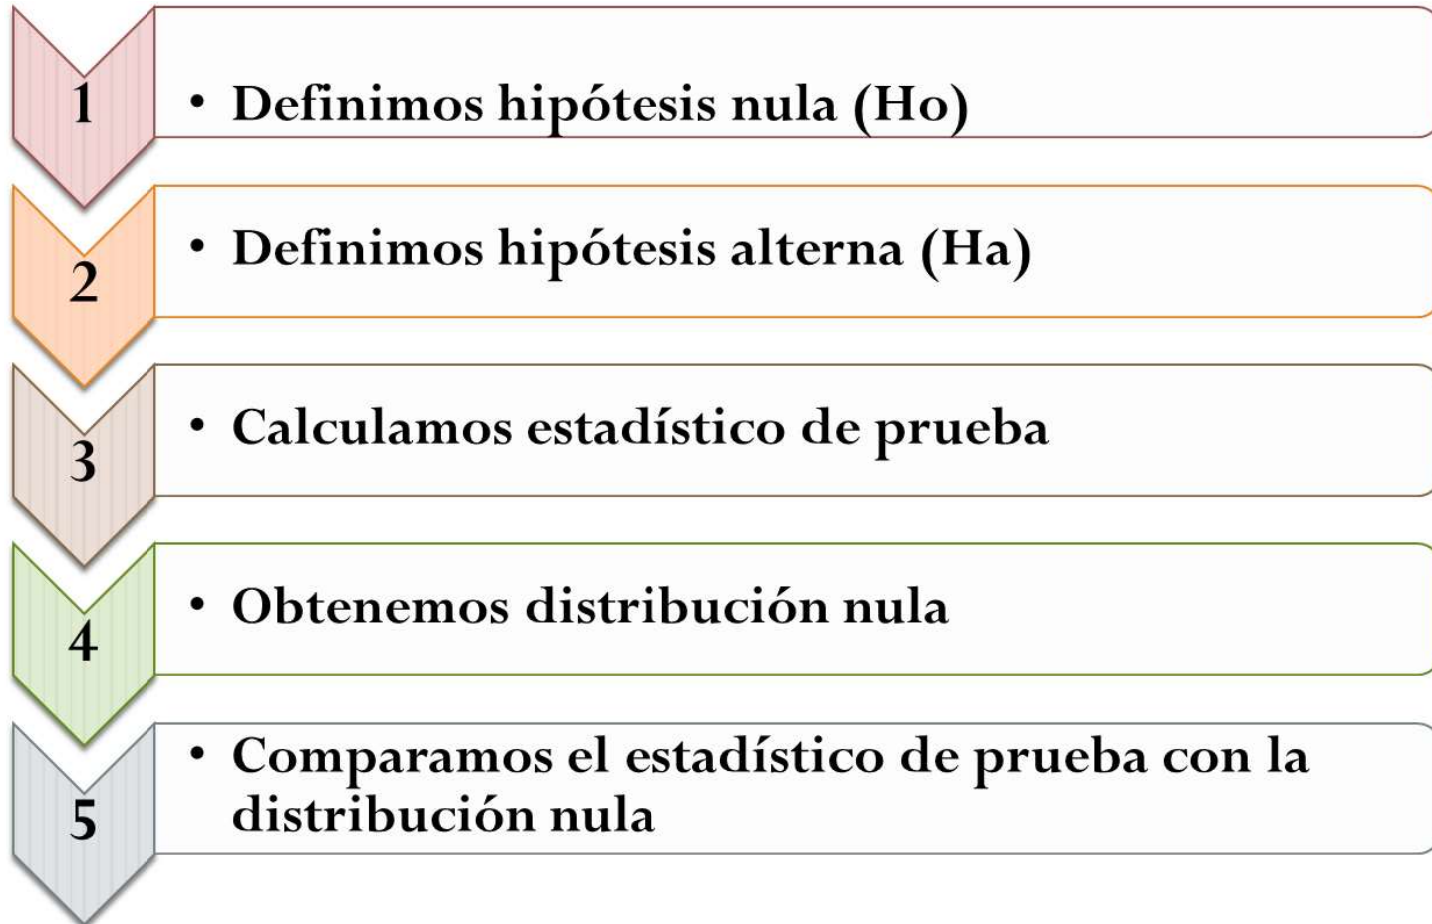 1
• Definimos hipótesis nula (Ho)
2
• Definimos hipótesis alterna (Ha)
3
• Calculamos estadístico de prueba
4
• Obtenemos distribución nula
5
• Comparamos el estadístico de prueba con la
distribución nula